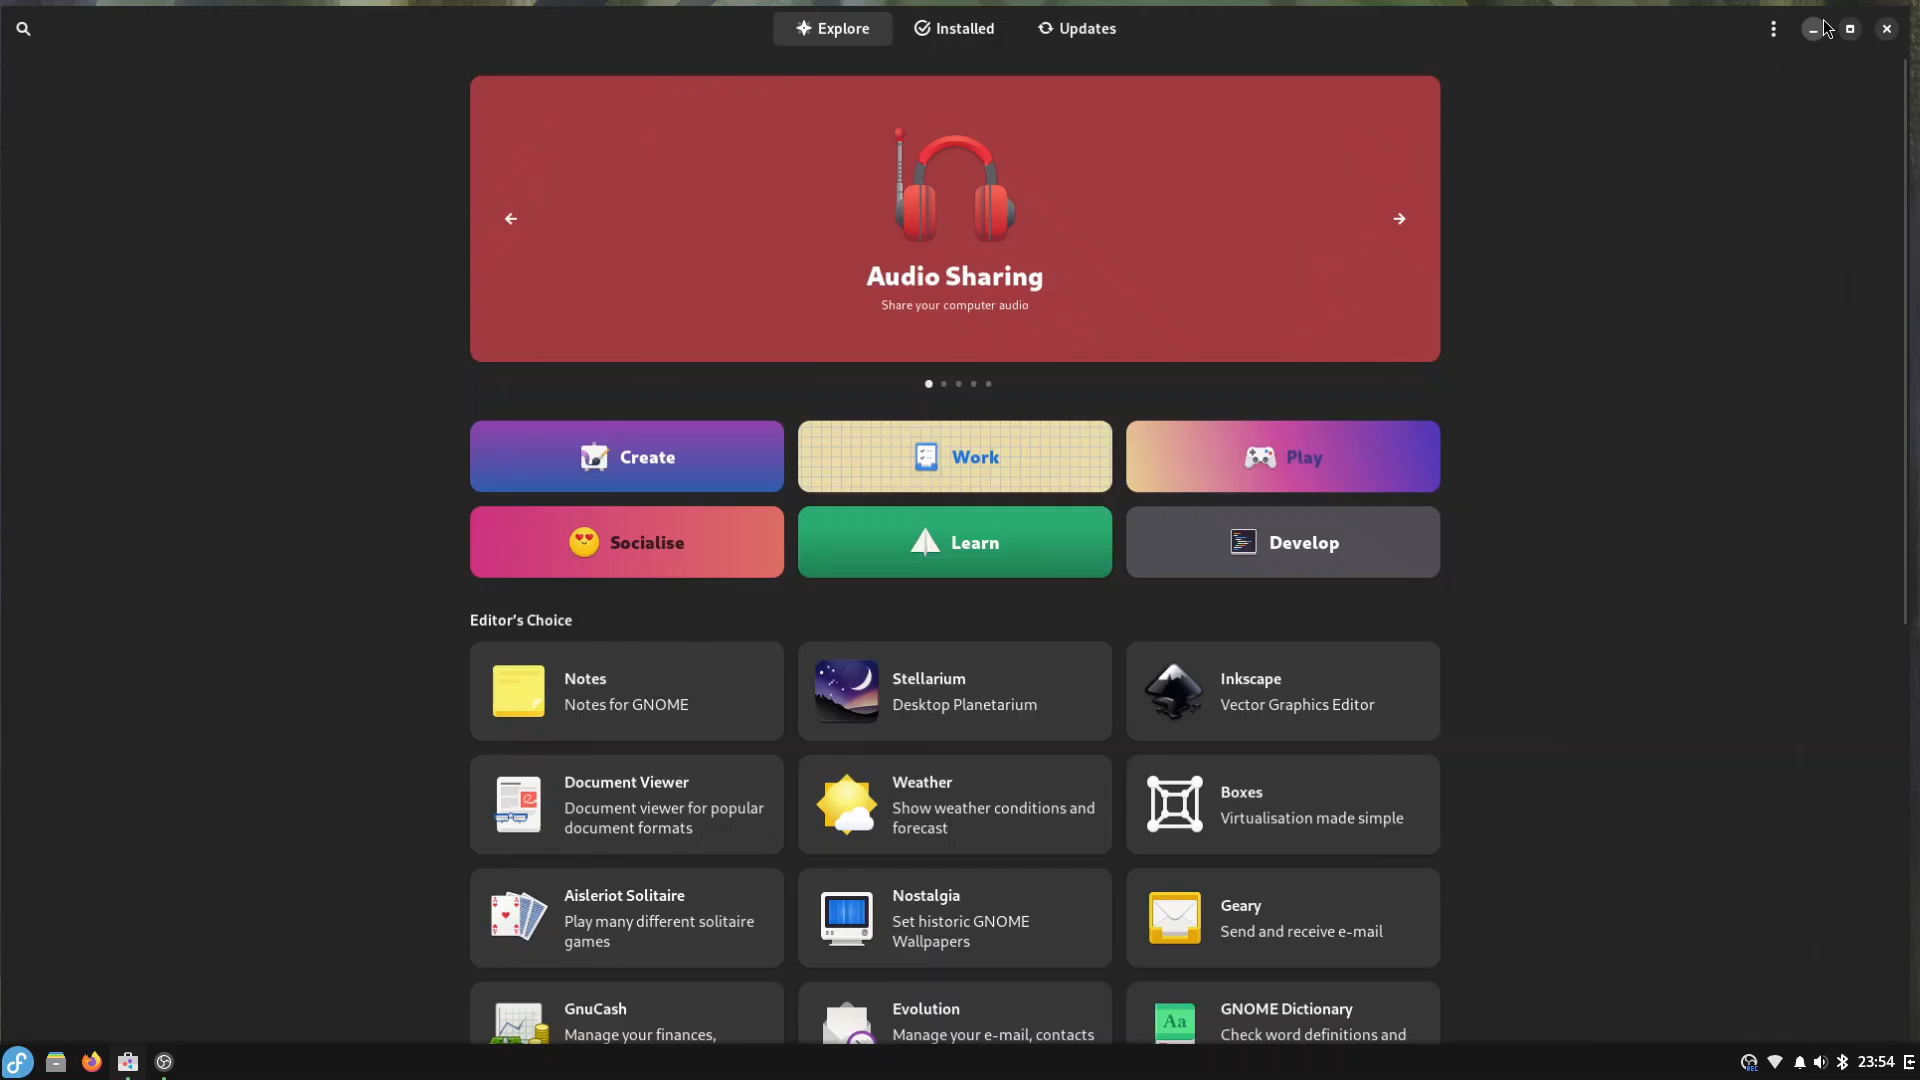 Explore
Installed
Updates
Audio Sharing
Share your computer audio
Create
Work
Play
Socialise
Learn
Develop
Editor's Choice
Notes
Notes for GNOME
Stellarium
Desktop Planetarium
Inkscape
Vector Graphics Editor
Document Viewer
Document viewer for popular
document formats
Weather
Show weather conditions and
forecast
Boxes
Virtualisation made simple
Aisleriot Solitaire
Play many different solitaire
games
Nostalgia
Set historic GNOME
Wallpapers
Geary
Send and receive e-mail
GnuCash
Manage your finances,
Evolution
Manage your e-mail, contacts
Aa
GNOME Dictionary
Check word definitions and
REC
23:54